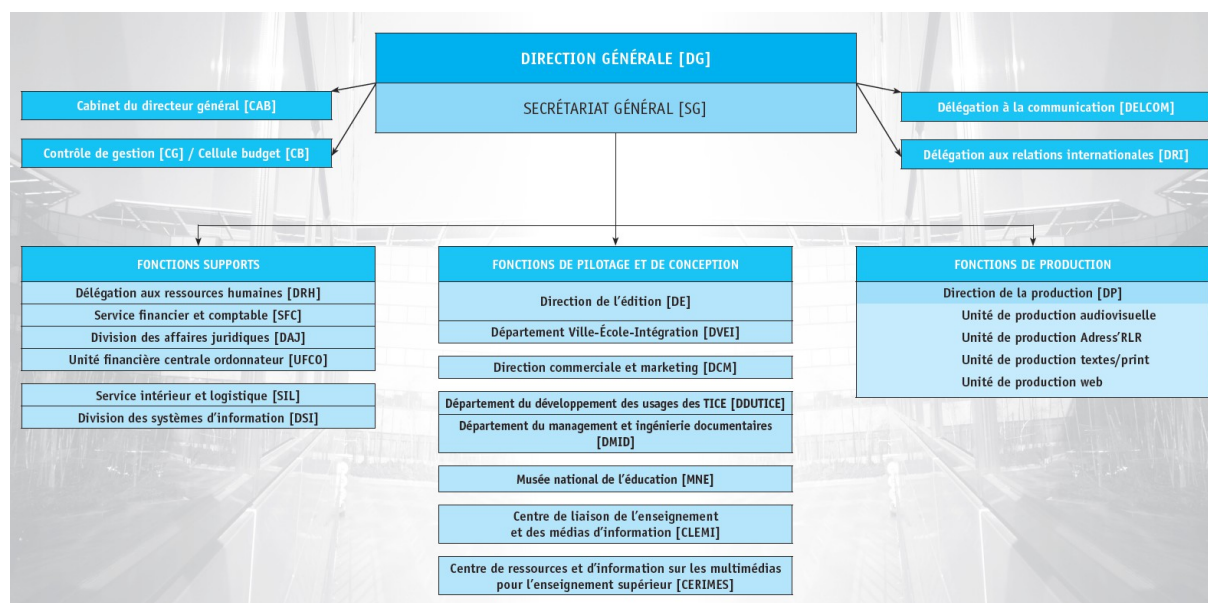 DIRECTION GÉNÉRALE [DG]
SECRÉTARIAT GÉNÉRAL [SG]
Cabinet du directeur général [CAB]
Contrôle de gestion [CG] / Cellule budget [CB]
Délégation à la communication [DELCOM]
Délégation aux relations internationales [DRI]
FONCTIONS SUPPORTS
Délégation aux ressources humaines [DRH]
Service financier et comptable [SFC]
Division des affaires juridiques [DAJ]
Unité financière centrale ordonnateur [UFCO]
Service intérieur et logistique [SIL]
Division des systèmes d’information [DSI]
FONCTIONS DE PILOTAGE ET DE CONCEPTION
Direction de l’édition [DE]
Département Ville-École-Intégration [DVEI]
Direction commerciale et marketing [DCM]
Département du développement des usages des TICE [DDUTICE]
Département du management et ingénierie documentaires
[DMID]
Musée national de l’éducation [MNE]
Centre de liaison de l’enseignement
et des médias d’information [CLEMI]
Centre de ressources et d’information sur les multimédias
pour l’enseignement supérieur [CERIMES]
FONCTIONS DE PRODUCTION
Direction de la production [DP]
Unité de production audiovisuelle
Unité de production Adress’RLR
Unité de production textes/print
Unité de production web